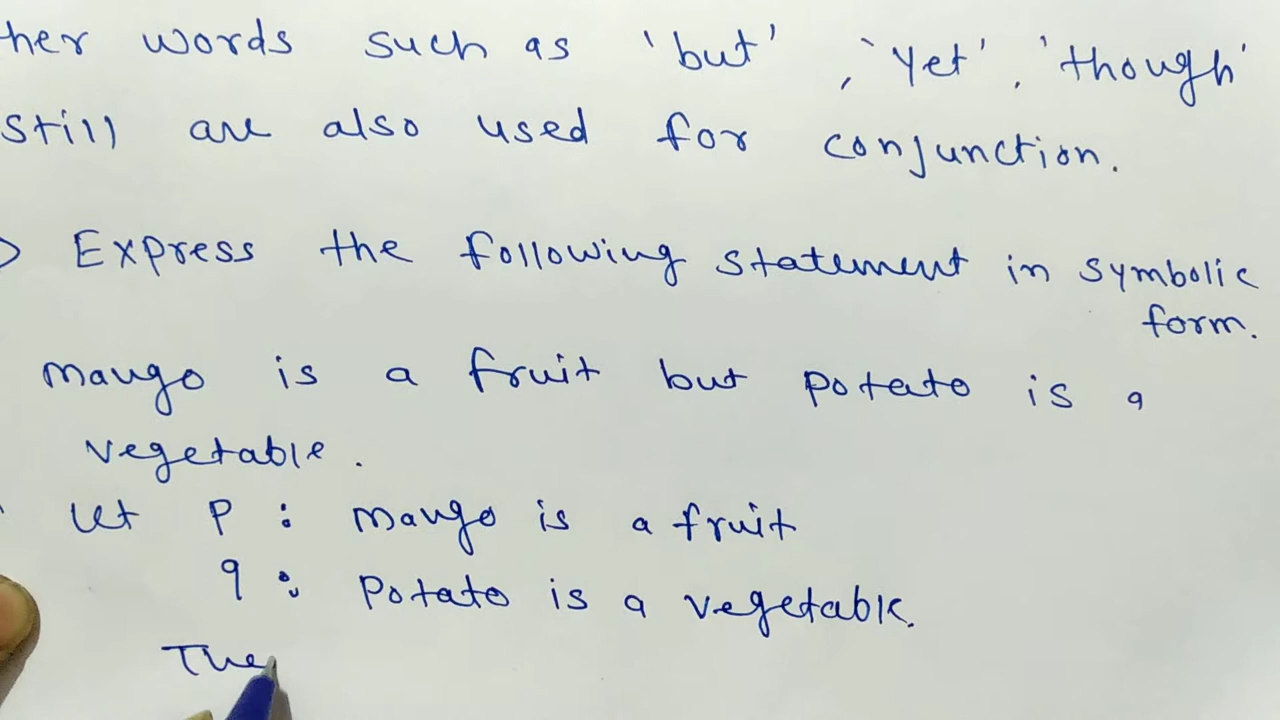 her words such as 'but', 'Yet', 'though'
still are also used for conjunction.
> Express the following statement in symbolic
form.
Mango is a fruit but potato is a
vegetable.
Let P : Mango is a fruit
q : Potato is a vegetable.
The